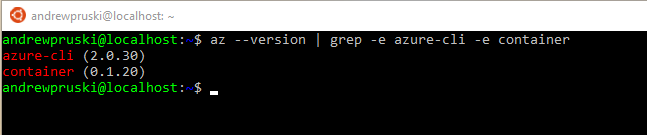 andrewpruski@localhost: ~
andrewpruski@localhost:~$ az --version | grep -e azure-cli -e container
azure-cli (2.0.30)
container (0.1.20)
andrewpruski@localhost:~$